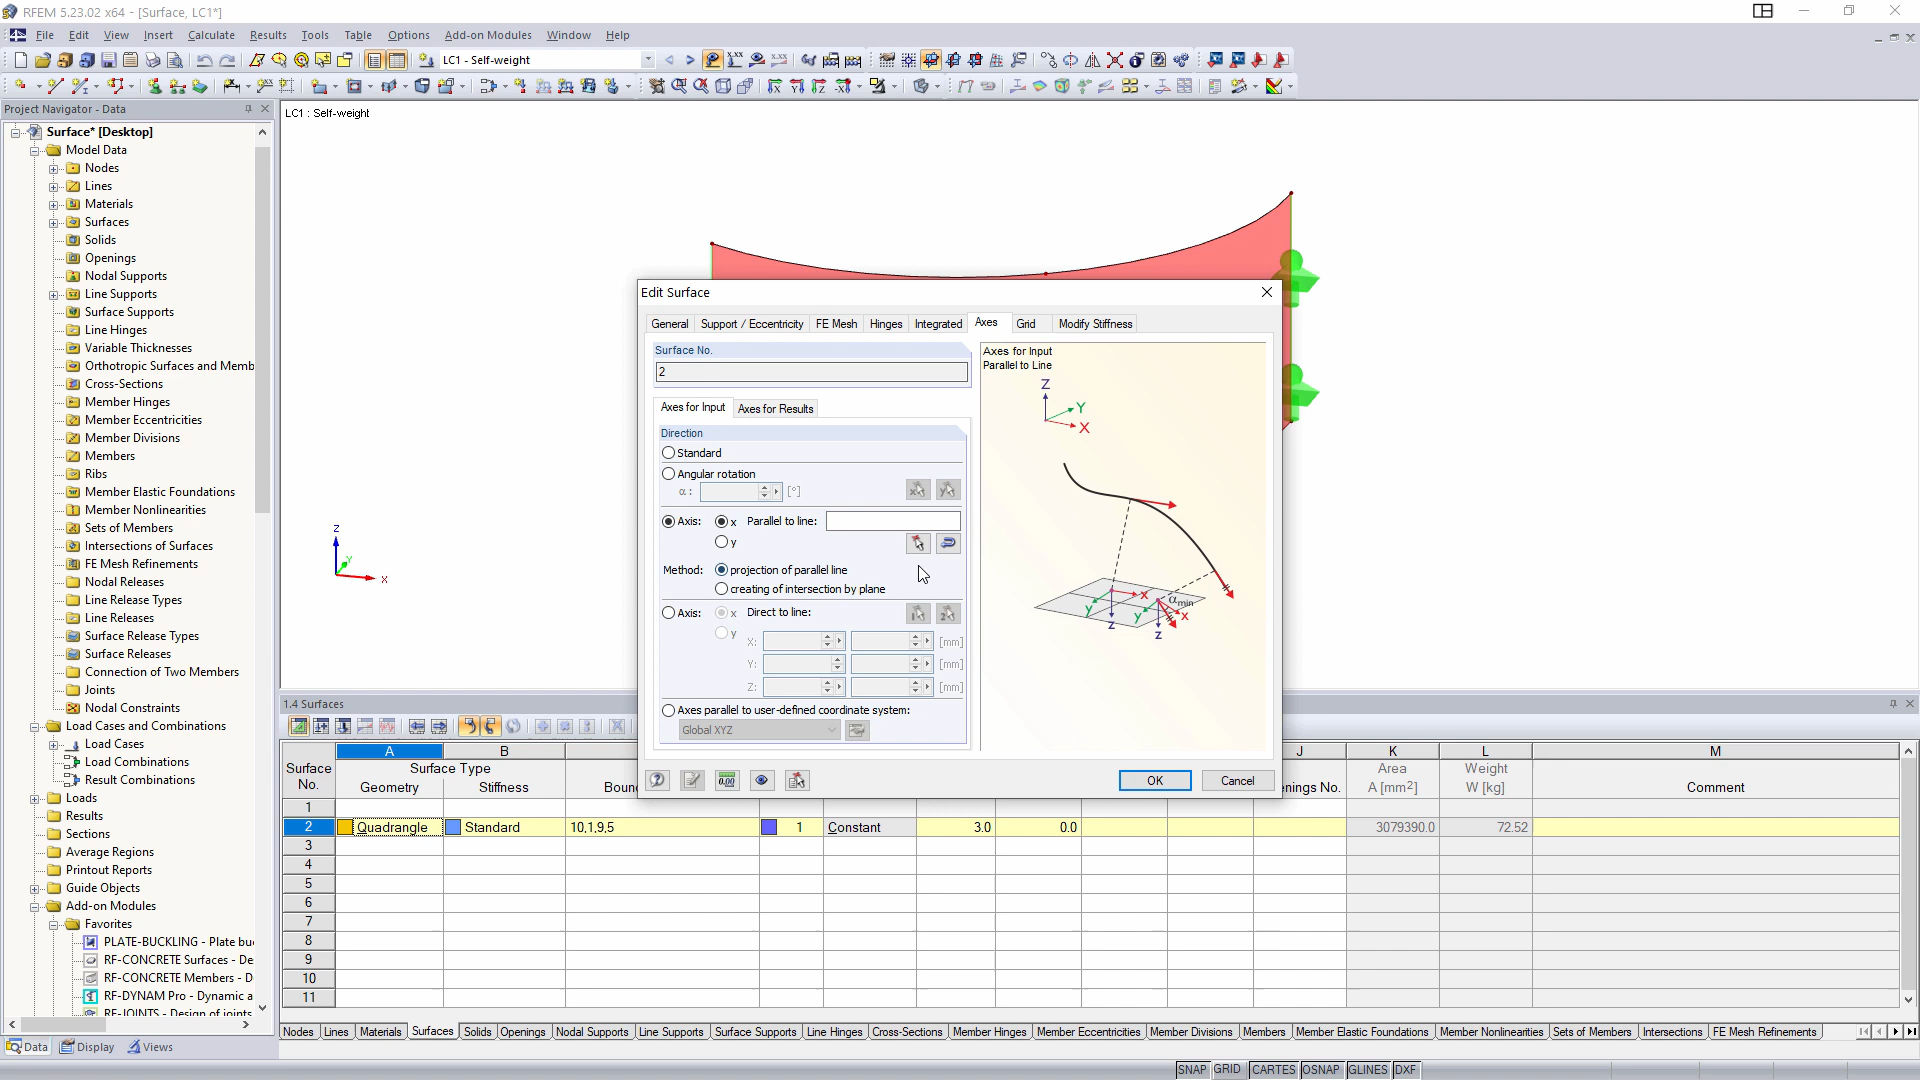 RFEM 5.23.02 x64 - [Surface, LC1*]
File Edit View Insert Calculate Results Tools Table Options Add-on Modules Window Help
LC1 - Self-weight
Project Navigator - Data
LC1 : Self-weight
Surface* [Desktop]
Model Data
Nodes
Lines
Materials
Surfaces
Solids
Openings
Nodal Supports
Line Supports
Surface Supports
Line Hinges
Variable Thicknesses
Orthotropic Surfaces and Memb
Cross-Sections
Member Hinges
Member Eccentricities
Member Divisions
Members
Ribs
Member Elastic Foundations
Member Nonlinearities
Sets of Members
Intersections of Surfaces
FE Mesh Refinements
Nodal Releases
Line Release Types
Line Releases
Surface Release Types
Surface Releases
Connection of Two Members
Joints
Nodal Constraints
Load Cases and Combinations
Load Cases
Load Combinations
Result Combinations
Loads
Results
Sections
Average Regions
Printout Reports
Guide Objects
Add-on Modules
Favorites
PLATE-BUCKLING - Plate bu
RF-CONCRETE Surfaces - De
RF-CONCRETE Members - D
RF-DYNAM Pro - Dynamic a
RF-JOINTS - Design of joints
Data Display Views
Z
Y
X
Edit Surface
General Support / Eccentricity FE Mesh Hinges Integrated Axes Grid Modify Stiffness
Surface No.
2
Axes for Input Axes for Results
Direction
Standard
Angular rotation
α : [°]
Axis: x Parallel to line:
y
Method: projection of parallel line
creating of intersection by plane
Axis: x Direct to line:
y
X: [mm]
Y: [mm]
Z: [mm]
Axes parallel to user-defined coordinate system:
Global XYZ
Axes for Input
Parallel to Line
Z
Y
X
x
y
z
αmin
x
y
z
0.00
OK Cancel
1.4 Surfaces
A B J K L M
Surface No. Surface Type Area Weight
Geometry Stiffness Boun enings No. A [mm²] W [kg] Comment
1
2 Quadrangle Standard 10,1,9,5 1 Constant 3.0 0.0 3079390.0 72.52
3
4
5
6
7
8
9
10
11
Nodes Lines Materials Surfaces Solids Openings Nodal Supports Line Supports Surface Supports Line Hinges Cross-Sections Member Hinges Member Eccentricities Member Divisions Members Member Elastic Foundations Member Nonlinearities Sets of Members Intersections FE Mesh Refinements
SNAP GRID CARTES OSNAP GLINES DXF